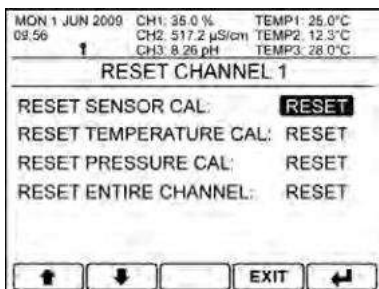 MON 1 JUN 2009 CH1: 35.0 % TEMP1: 25.0°C
09:56 CH2: 517.2 µS/cm TEMP2: 12.3°C
CH3: 8.26 pH TEMP3: 28.0°C
RESET CHANNEL 1
RESET SENSOR CAL: RESET
RESET TEMPERATURE CAL: RESET
RESET PRESSURE CAL: RESET
RESET ENTIRE CHANNEL: RESET
EXIT